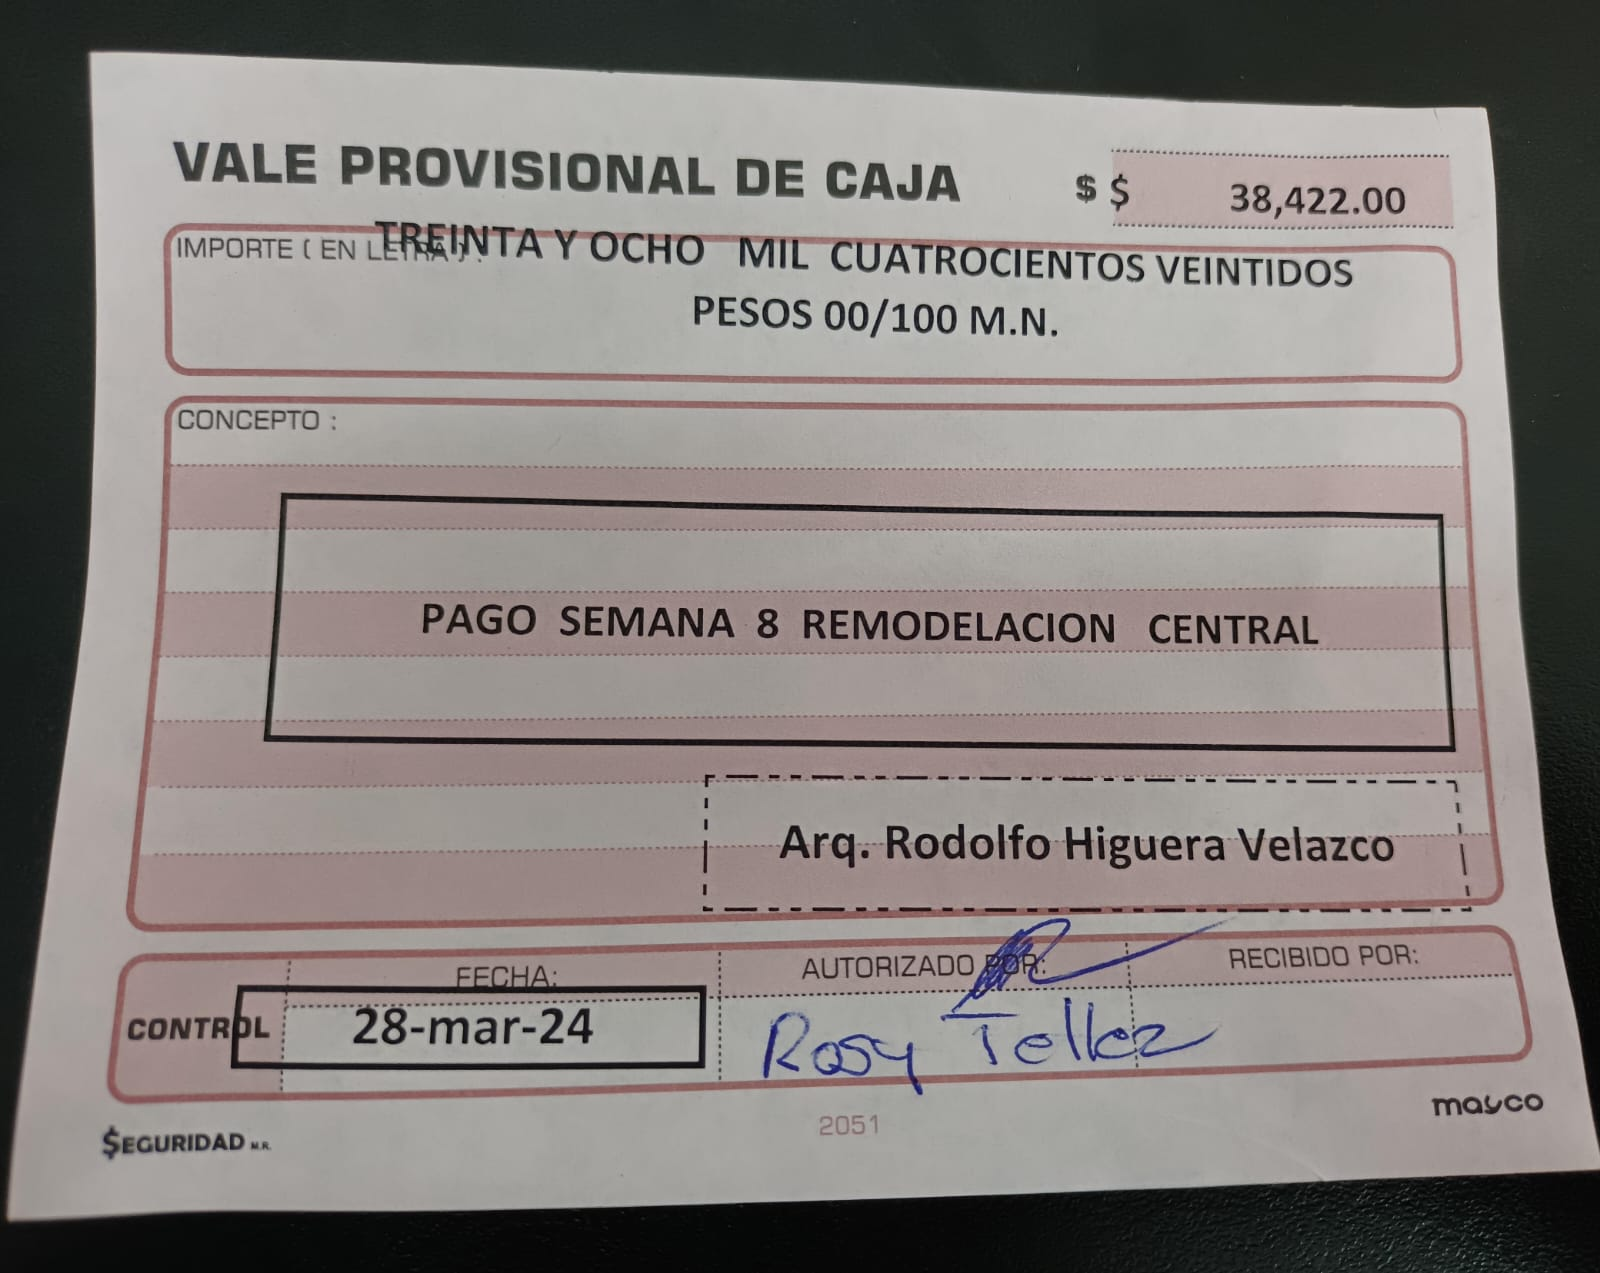 VALE PROVISIONAL DE CAJA $ $ 38,422.00
IMPORTE ( EN LETRA ) : TREINTA Y OCHO MIL CUATROCIENTOS VEINTIDOS
PESOS 00/100 M.N.
CONCEPTO :
PAGO SEMANA 8 REMODELACION CENTRAL
Arq. Rodolfo Higuera Velazco
CONTROL
FECHA:
28-mar-24
AUTORIZADO POR:
Rosy Tellez
RECIBIDO POR:
$EGURIDAD M.R.
2051
mayco